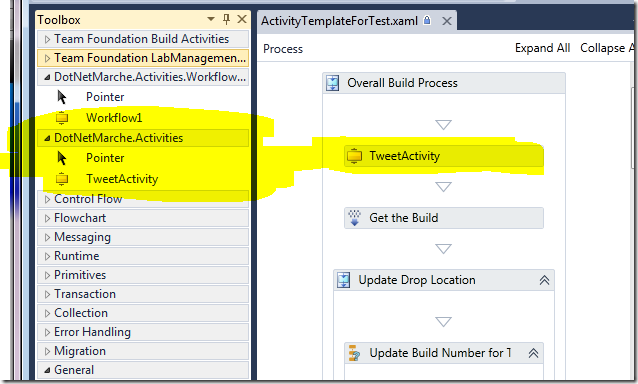 Toolbox
Team Foundation Build Activities
Team Foundation LabManagemen...
DotNetMarche.Activities.Workflow...
Pointer
Workflow1
DotNetMarche.Activities
Pointer
TweetActivity
Control Flow
Flowchart
Messaging
Runtime
Primitives
Transaction
Collection
Error Handling
Migration
General
ActivityTemplateForTest.xaml
Process
Expand All
Collapse A
Overall Build Process
TweetActivity
Get the Build
Update Drop Location
Update Build Number for T